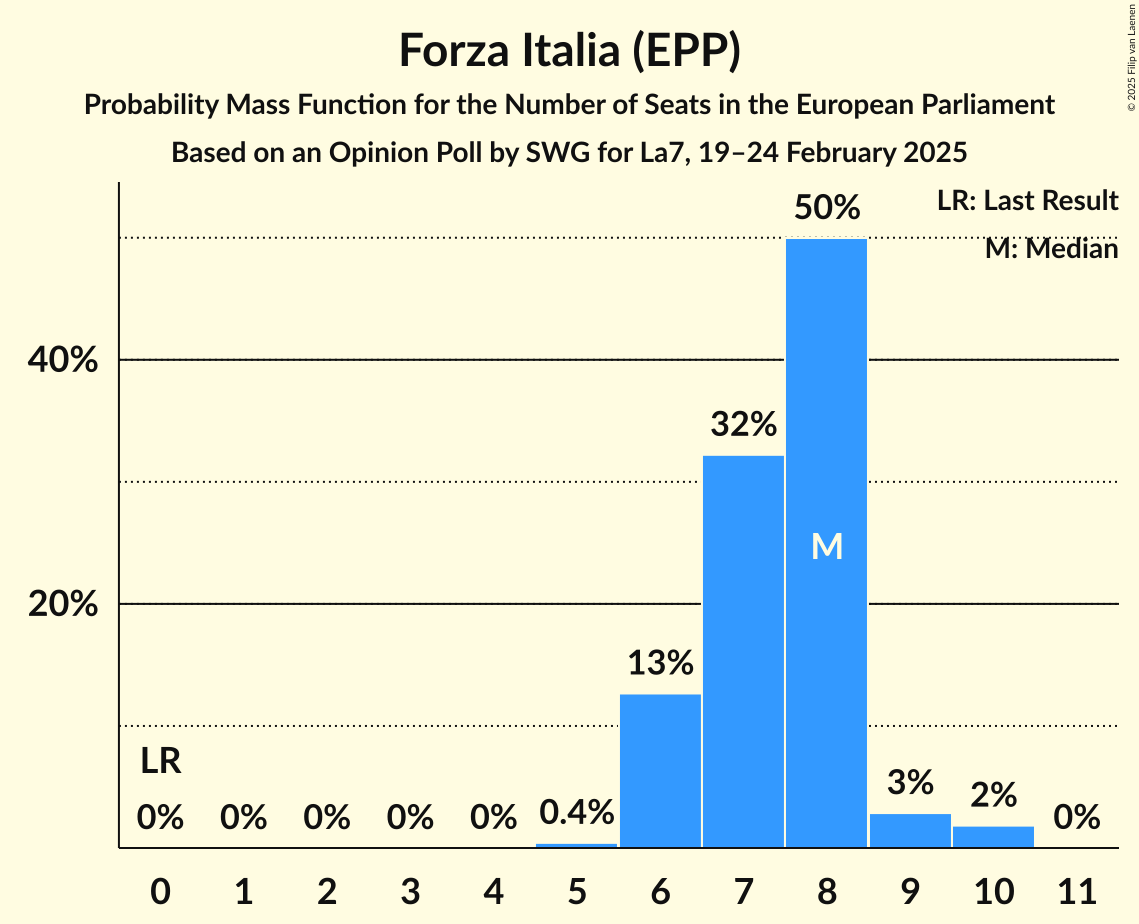 Forza Italia (EPP)
Probability Mass Function for the Number of Seats in the European Parliament
Based on an Opinion Poll by SWG for La7, 19–24 February 2025
© 2025 Filip van Laenen
LR: Last Result
M: Median
50%
40%
32%
M
20%
13%
LR
0% 0% 0% 0% 0% 0.4% 3% 2% 0%
0 1 2 3 4 5 6 7 8 9 10 11